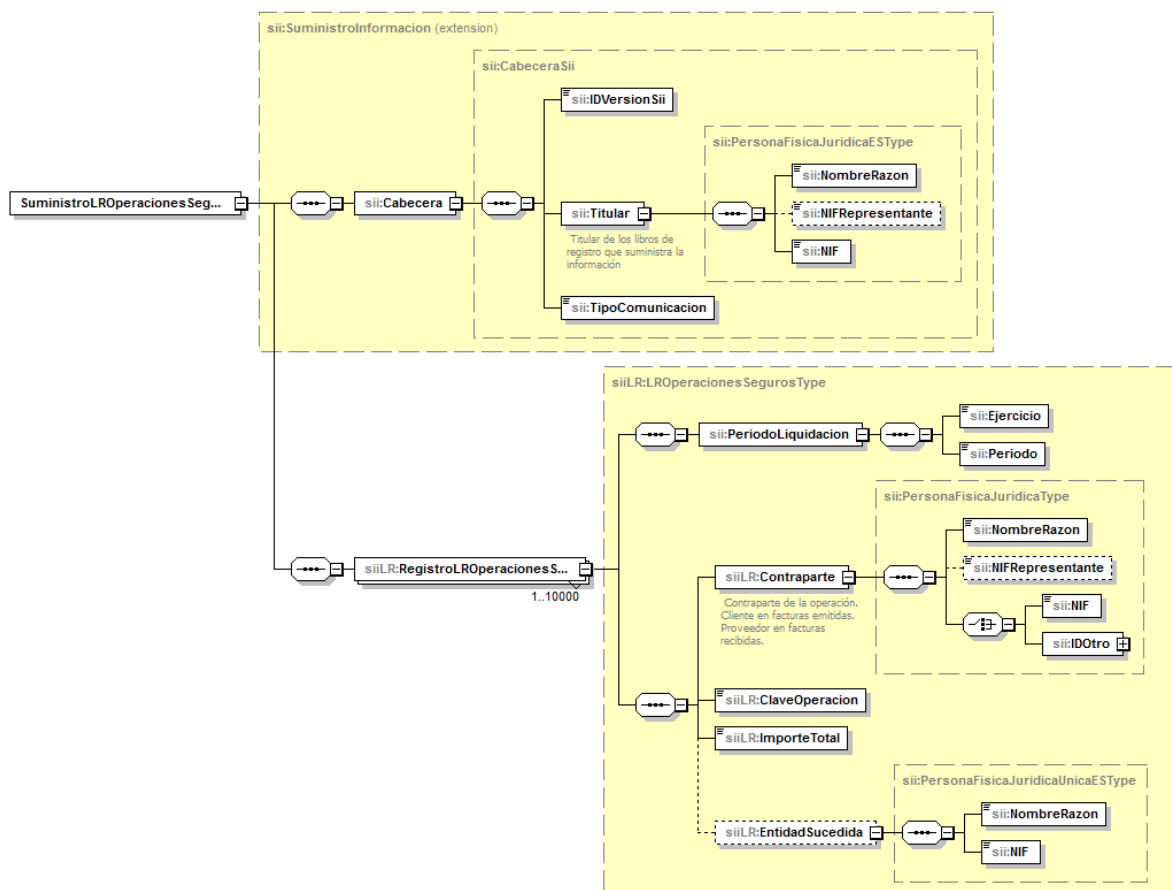 sii:SuministroInformacion (extension)
sii:CabeceraSii
sii:IDVersionSii
sii:PersonaFisicaJuridicaESType
sii:NombreRazon
SuministroLROperacionesSeg...
sii:Cabecera
sii:Titular
sii:NIFRepresentante
Titular de los libros de
registro que suministra la
información
sii:NIF
sii:TipoComunicacion
siiLR:LROperacionesSegurosType
sii:PeriodoLiquidacion
sii:Ejercicio
sii:Periodo
sii:PersonaFisicaJuridicaType
sii:NombreRazon
siiLR:RegistroLROperacionesS...
1..10000
siiLR:Contraparte
sii:NIFRepresentante
Contraparte de la operación.
Cliente en facturas emitidas.
Proveedor en facturas
recibidas.
sii:NIF
sii:IDOtro
siiLR:ClaveOperacion
siiLR:ImporteTotal
sii:PersonaFisicaJuridicaUnicaESType
sii:NombreRazon
siiLR:EntidadSucedida
sii:NIF